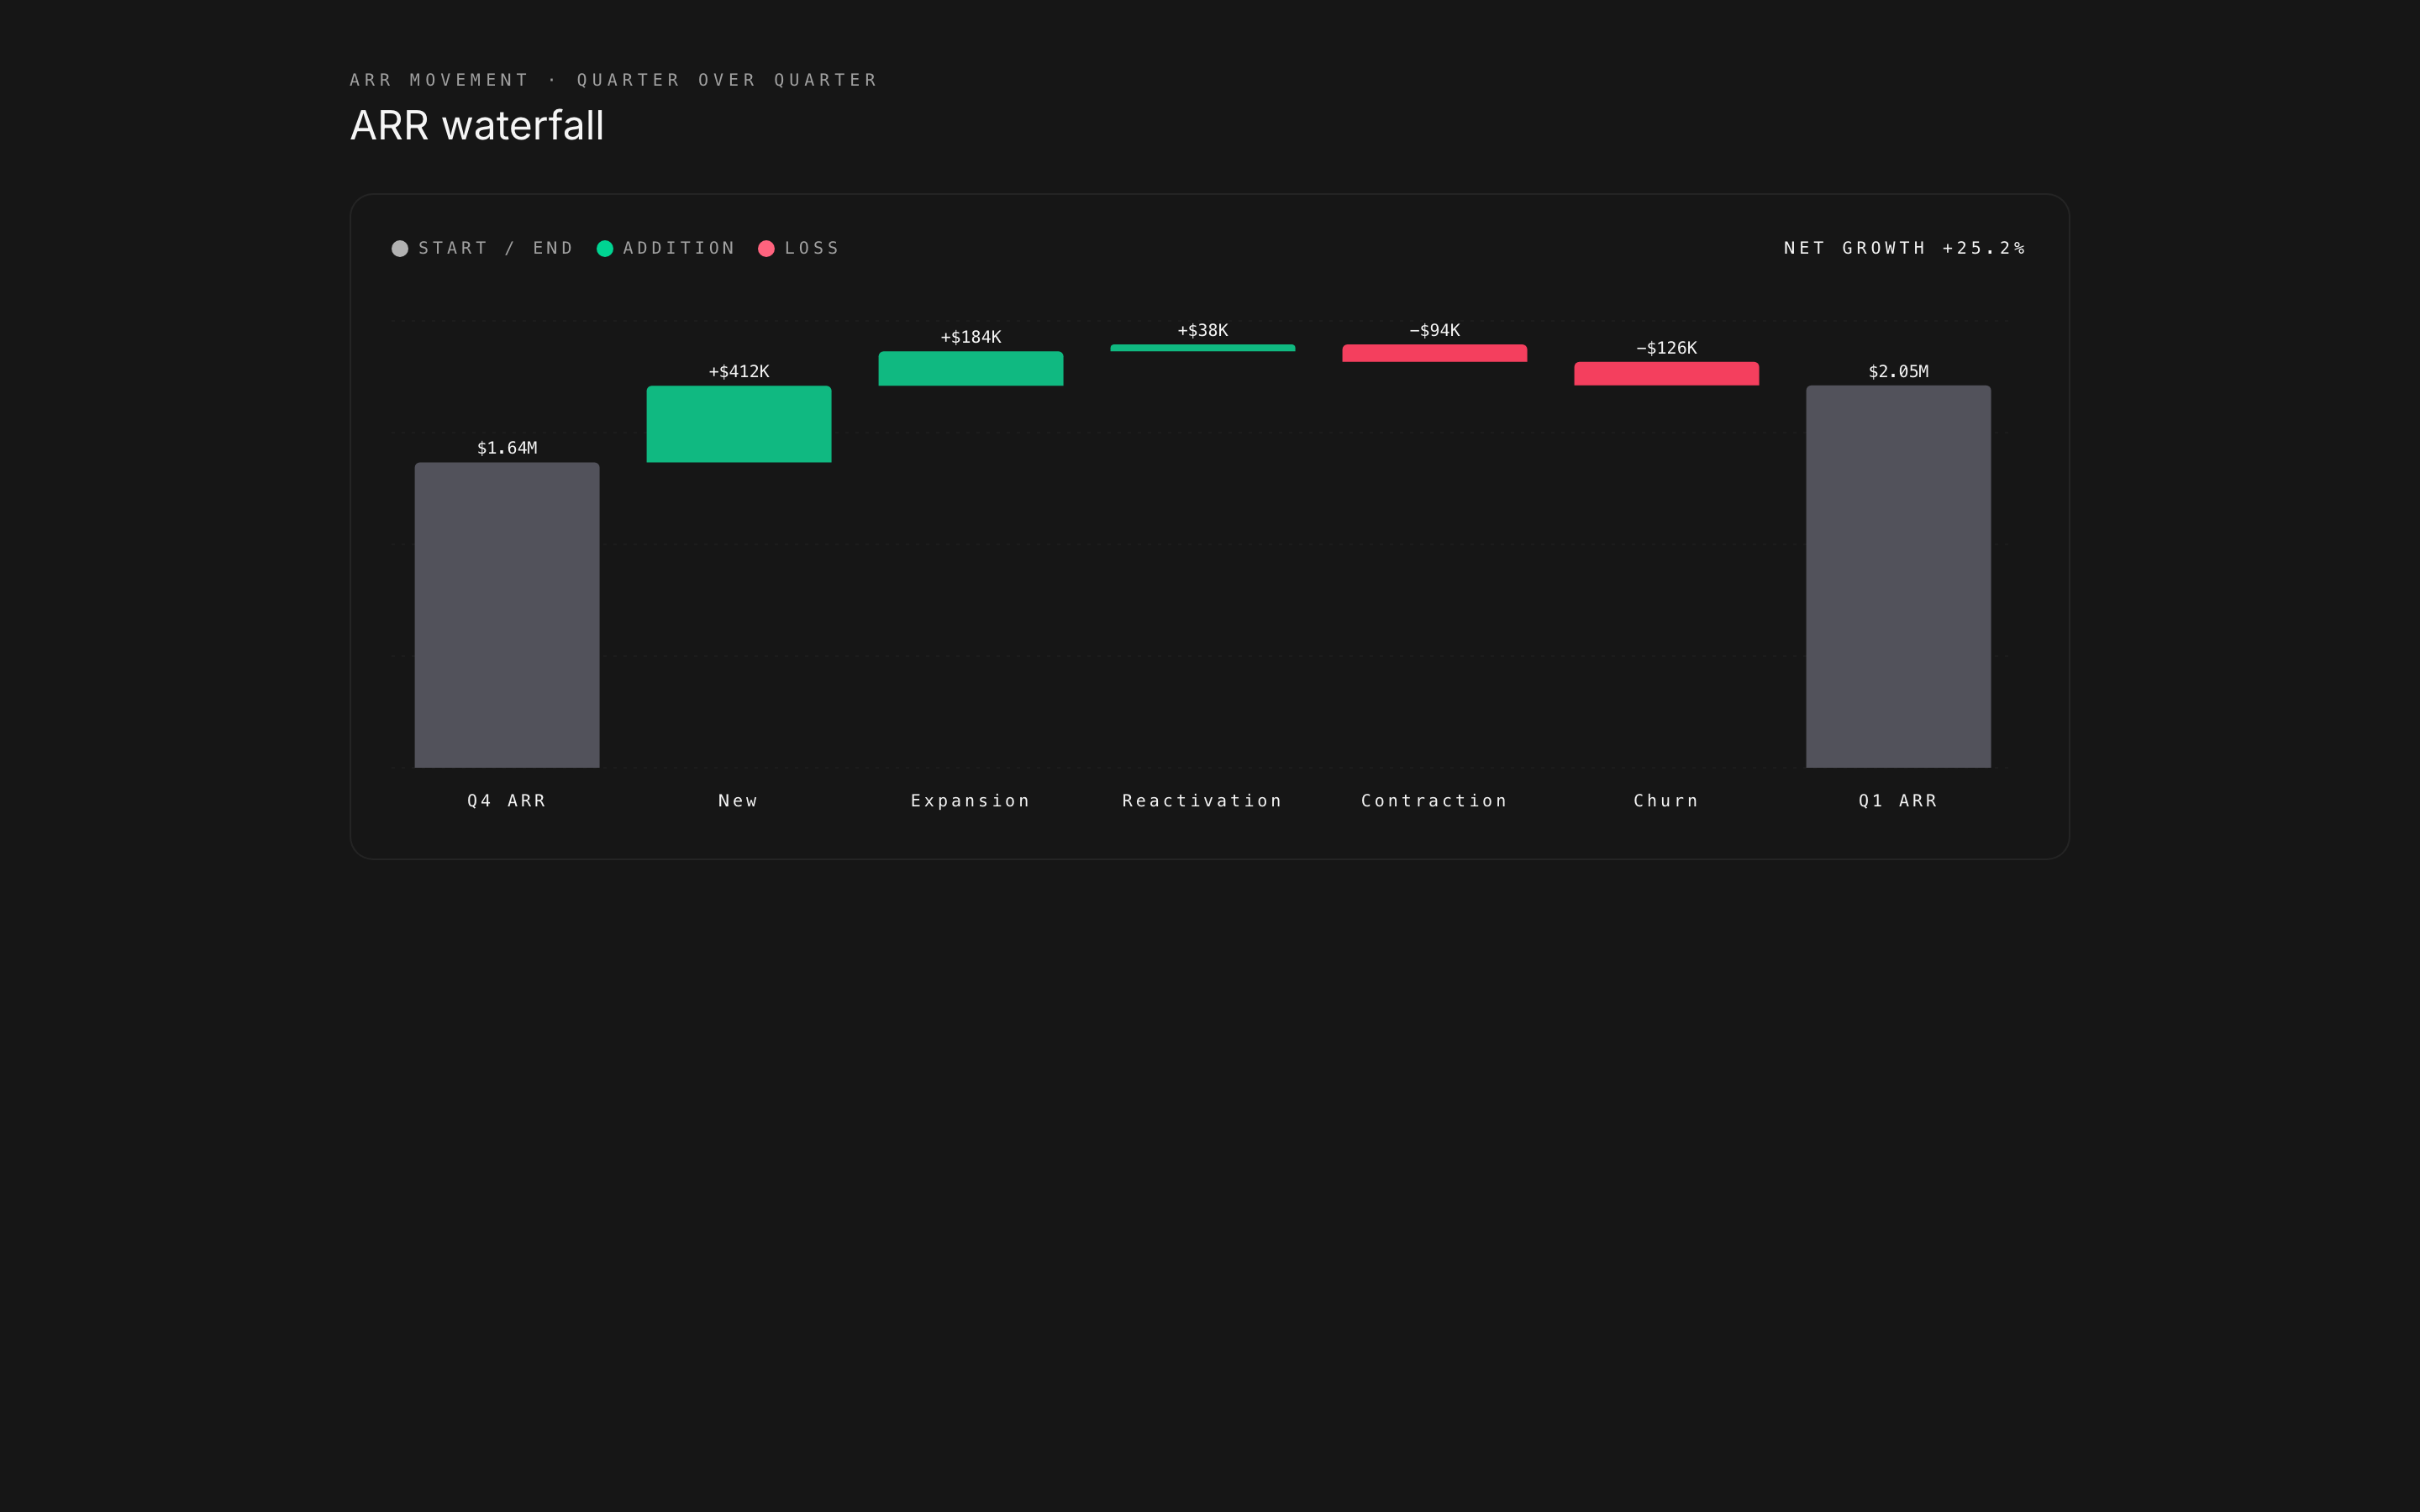 ARR MOVEMENT · QUARTER OVER QUARTER
ARR waterfall
START / END ADDITION LOSS
NET GROWTH +25.2%
$1.64M
+$412K
+$184K
+$38K
−$94K
−$126K
$2.05M
Q4 ARR
New
Expansion
Reactivation
Contraction
Churn
Q1 ARR